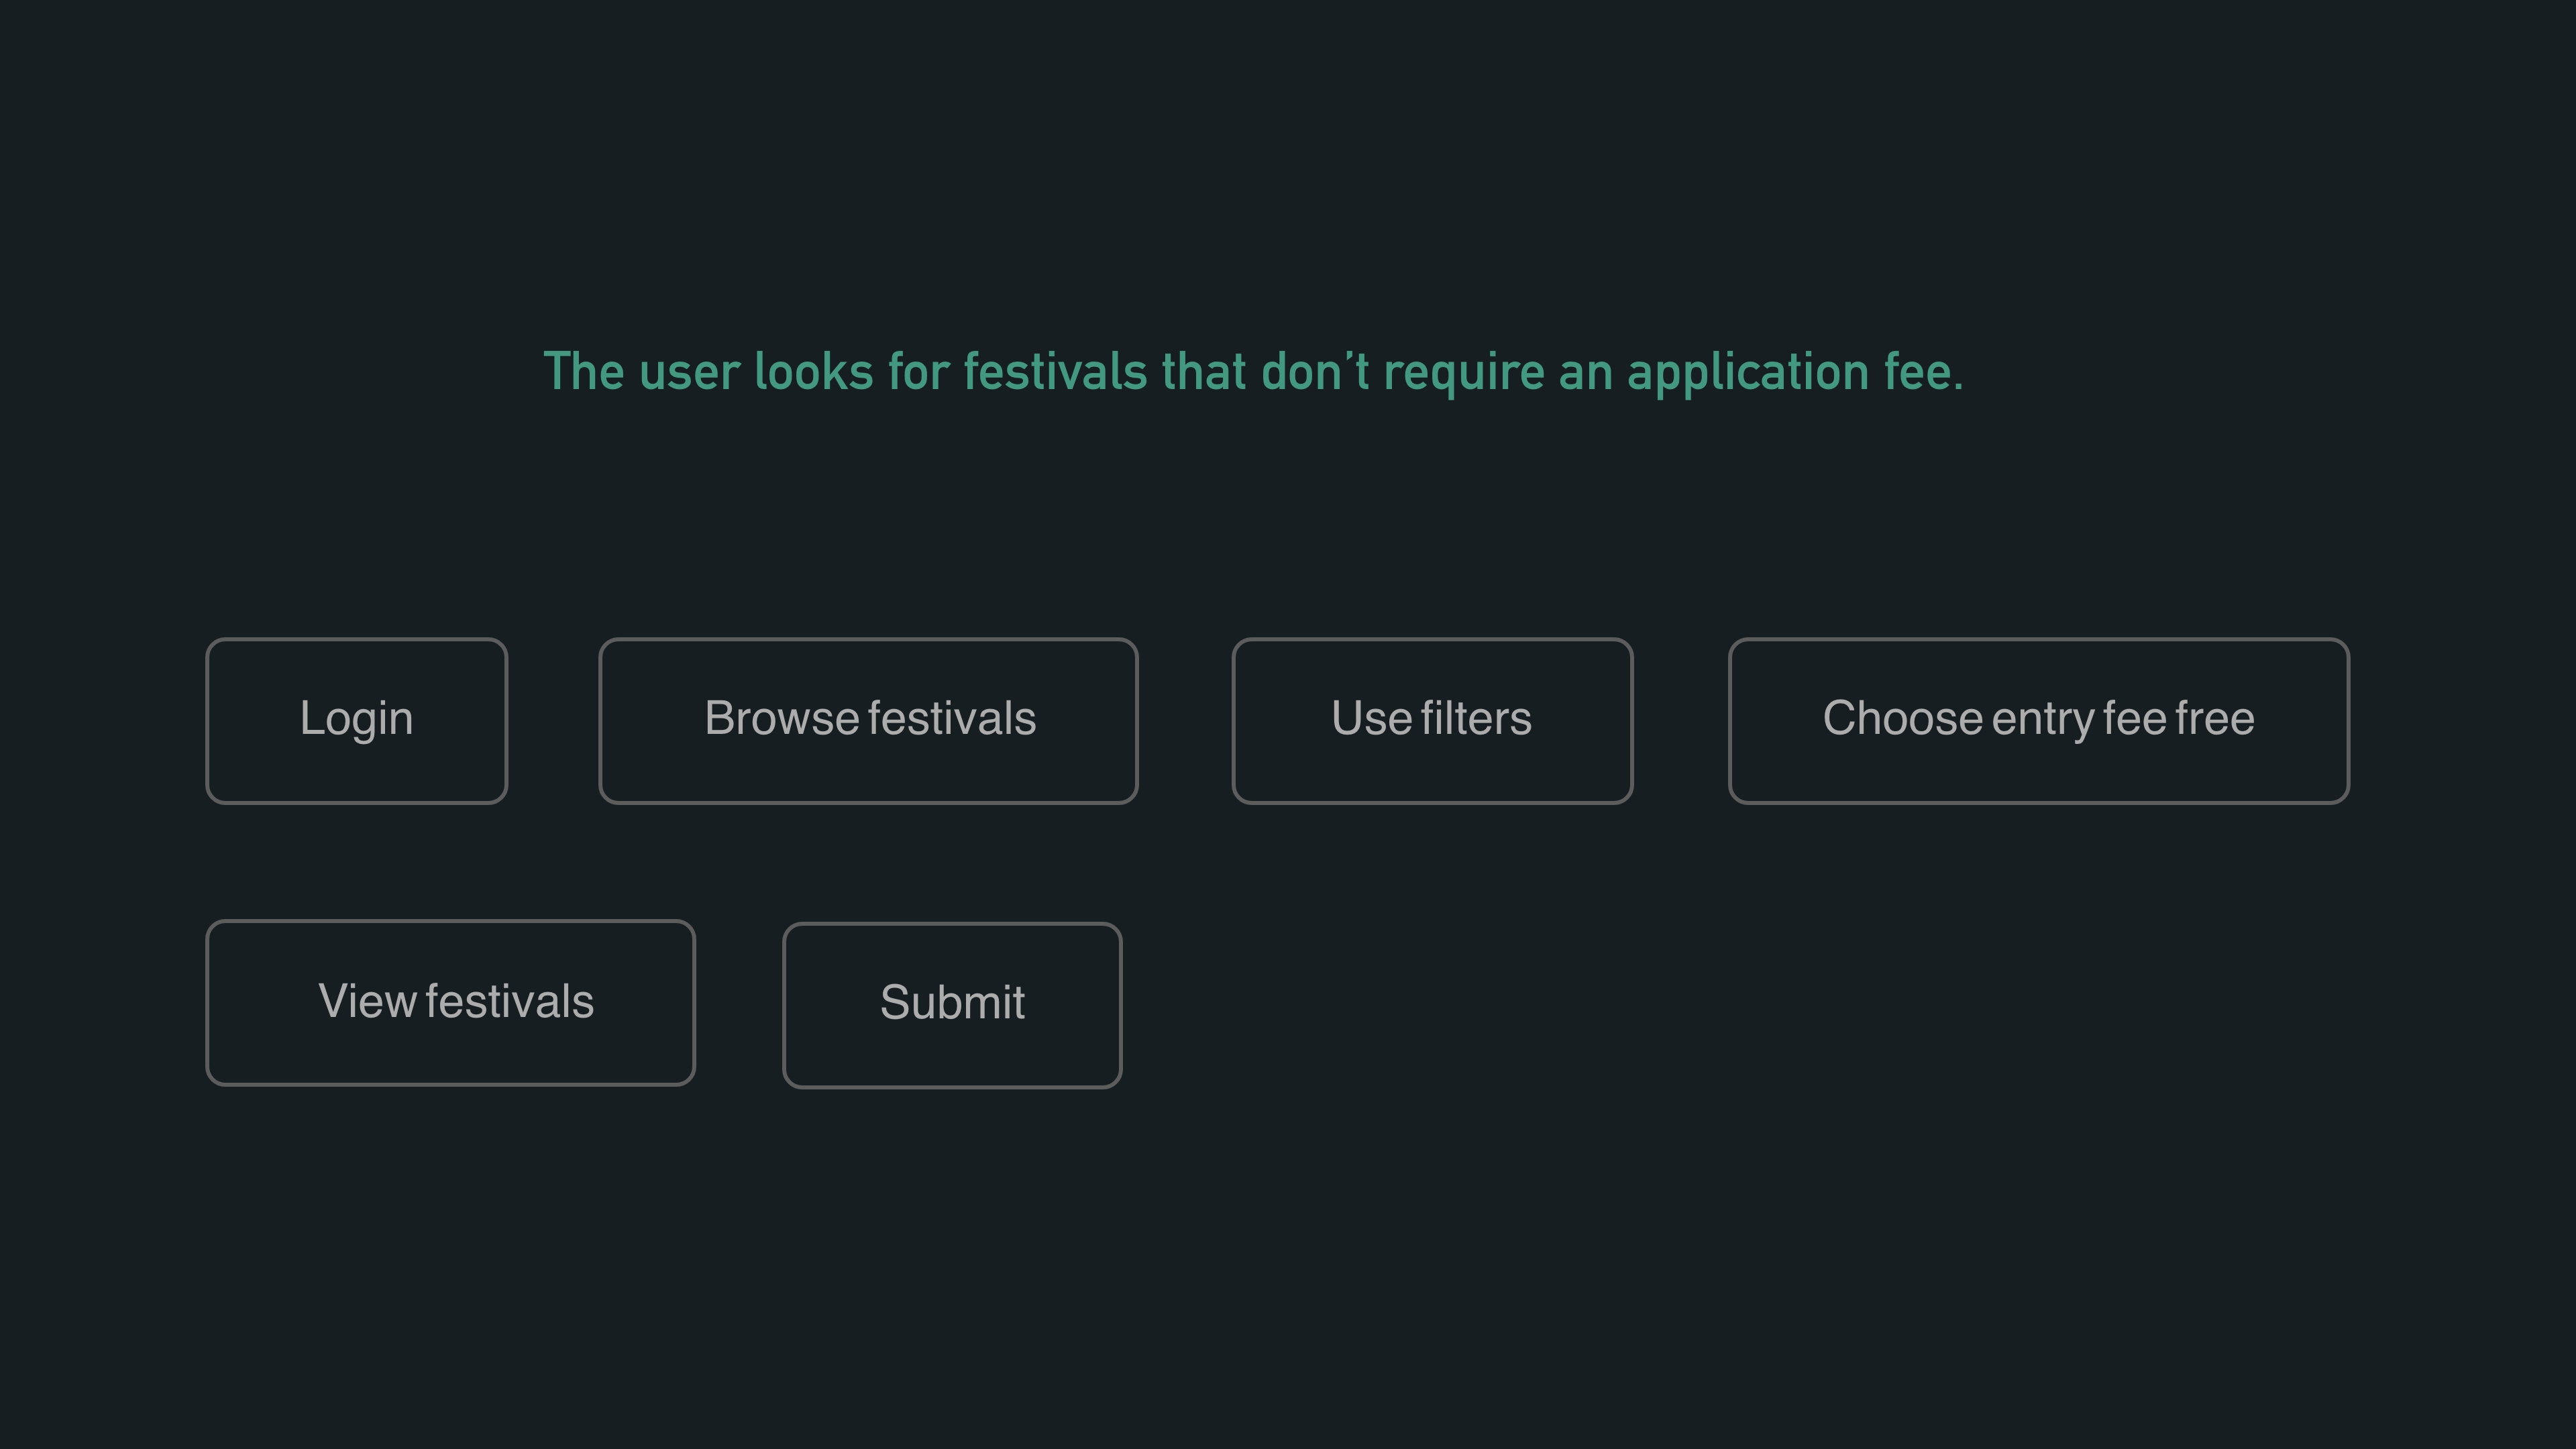 The user looks for festivals that don’t require an application fee.
Login
Browse festivals
Use filters
Choose entry fee free
View festivals
Submit